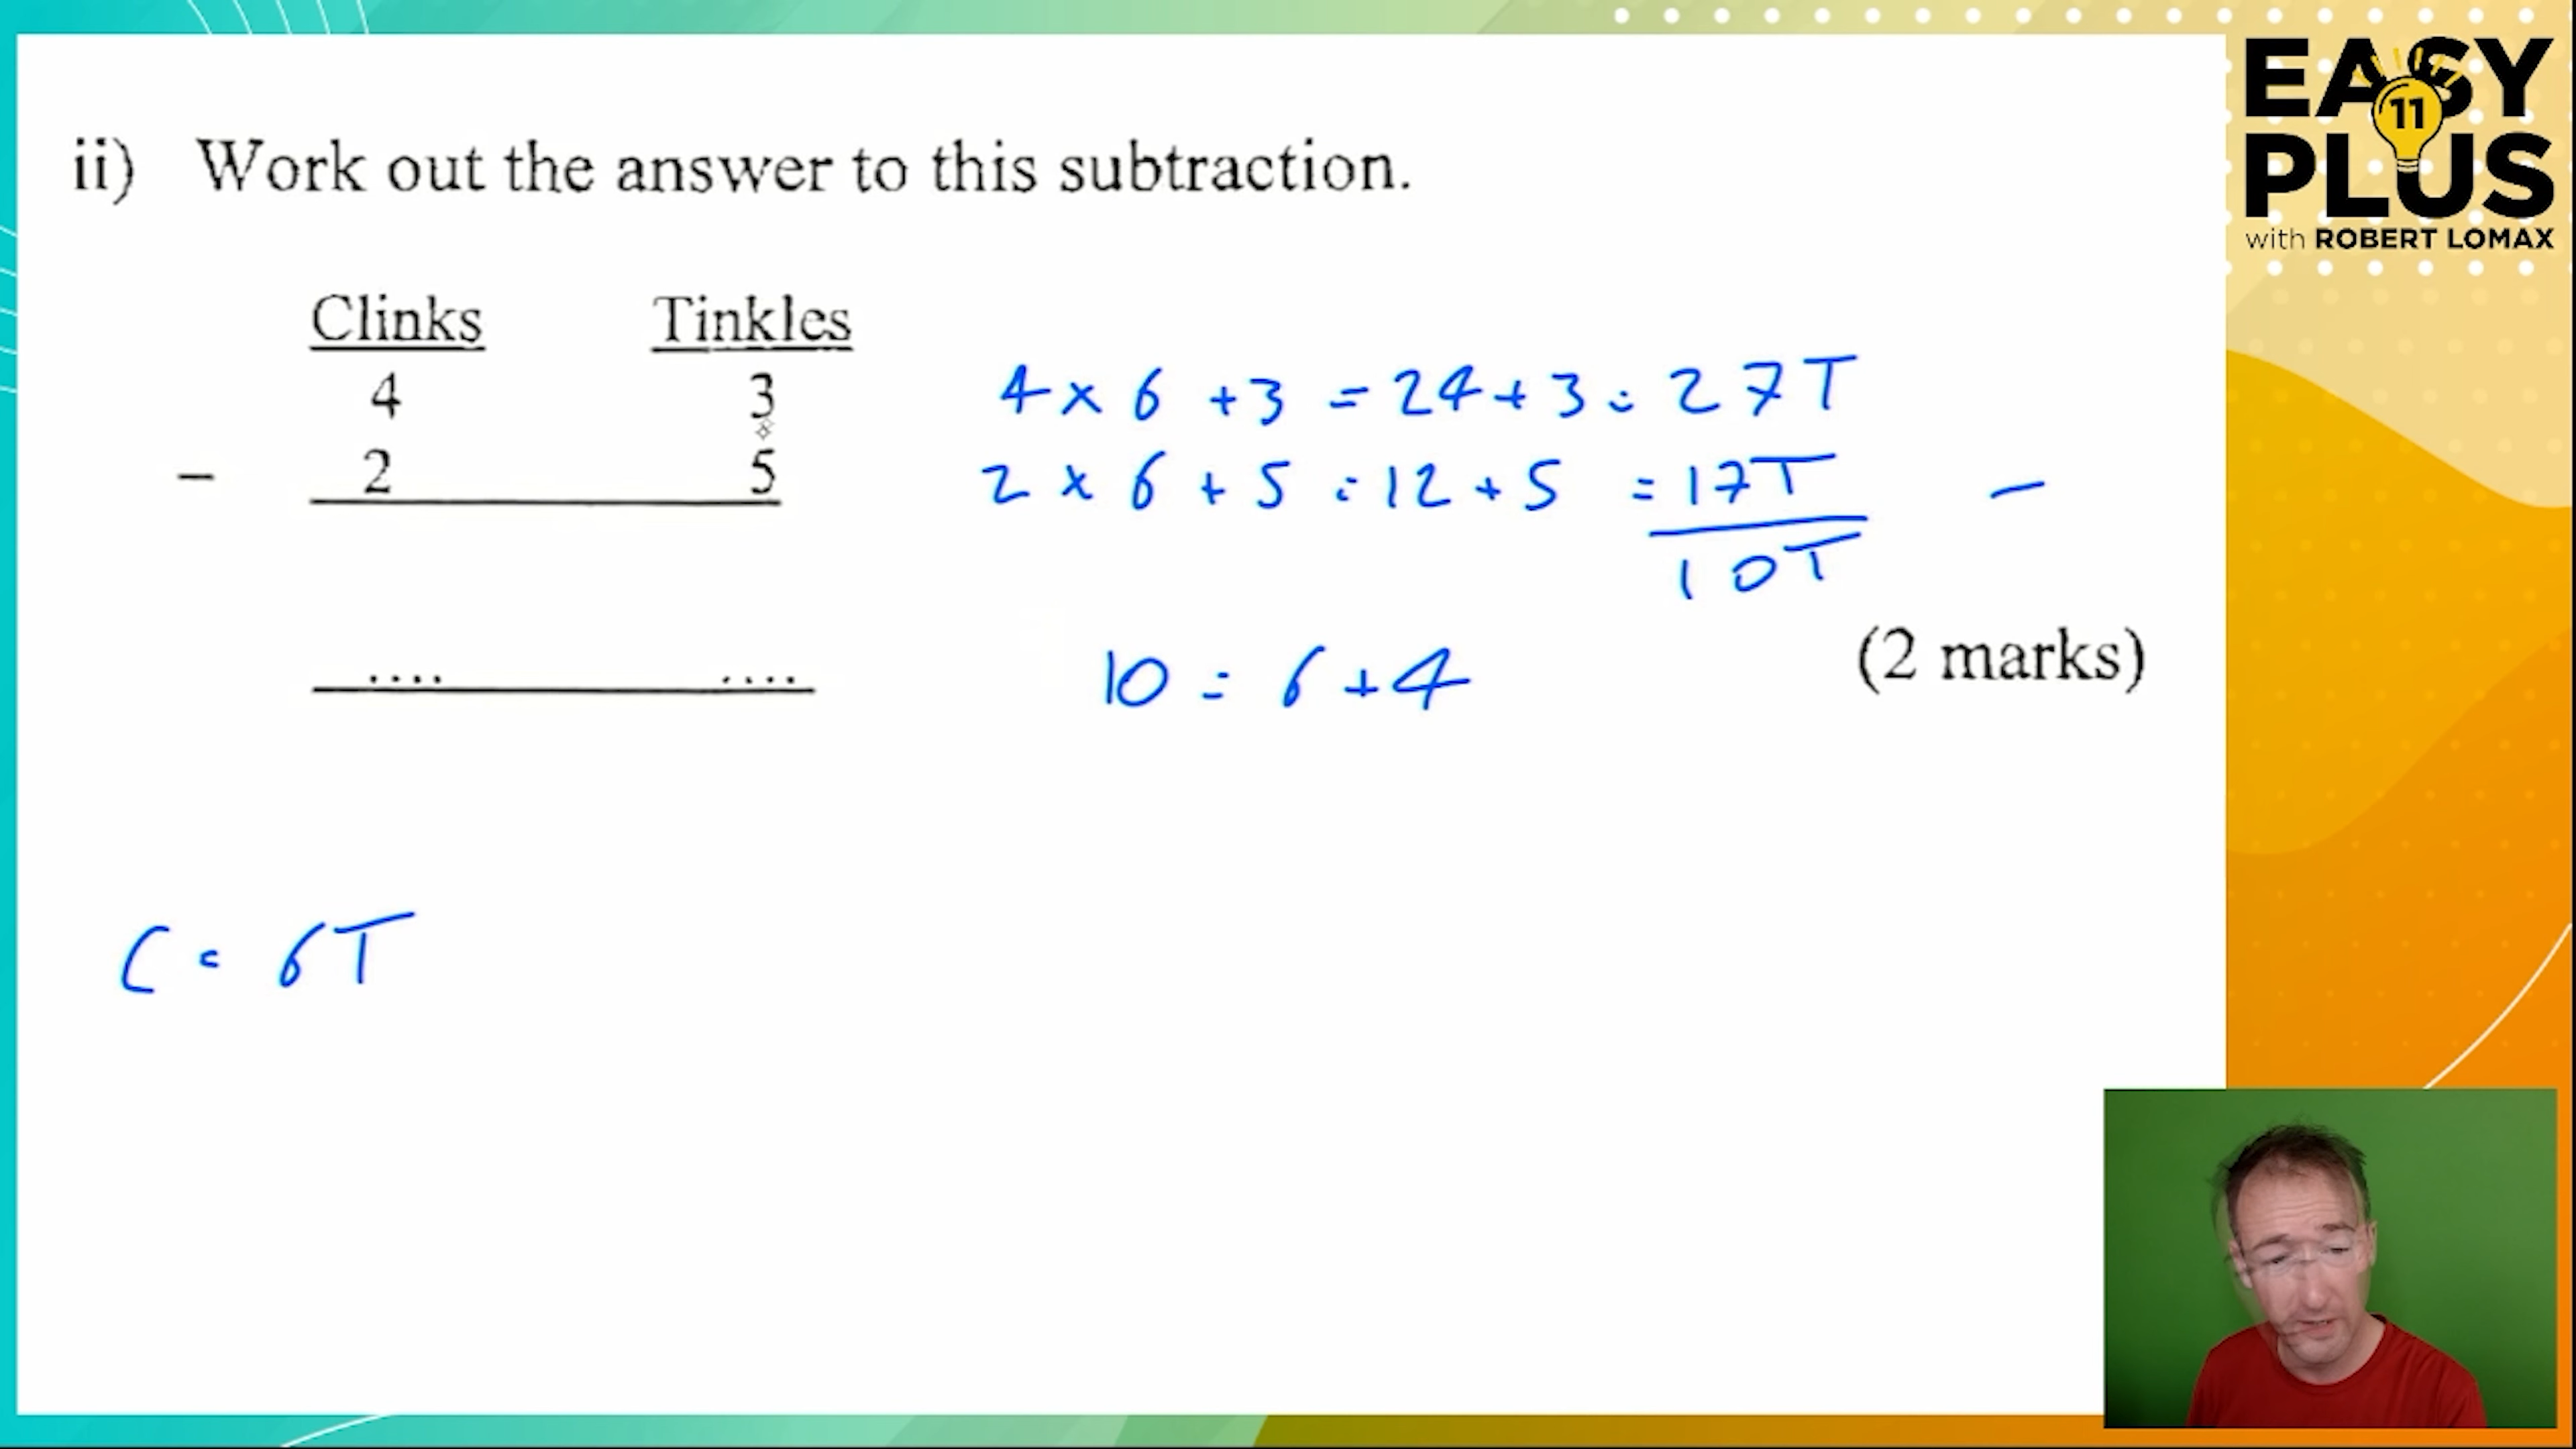 EASY
11
PLUS
with ROBERT LOMAX
ii) Work out the answer to this subtraction.
Clinks Tinkles
4 3
- 2 5
.... ....
4 × 6 + 3 = 24 + 3 = 27T
2 × 6 + 5 = 12 + 5 = 17T -
10T
10 = 6 + 4
(2 marks)
C = 6T